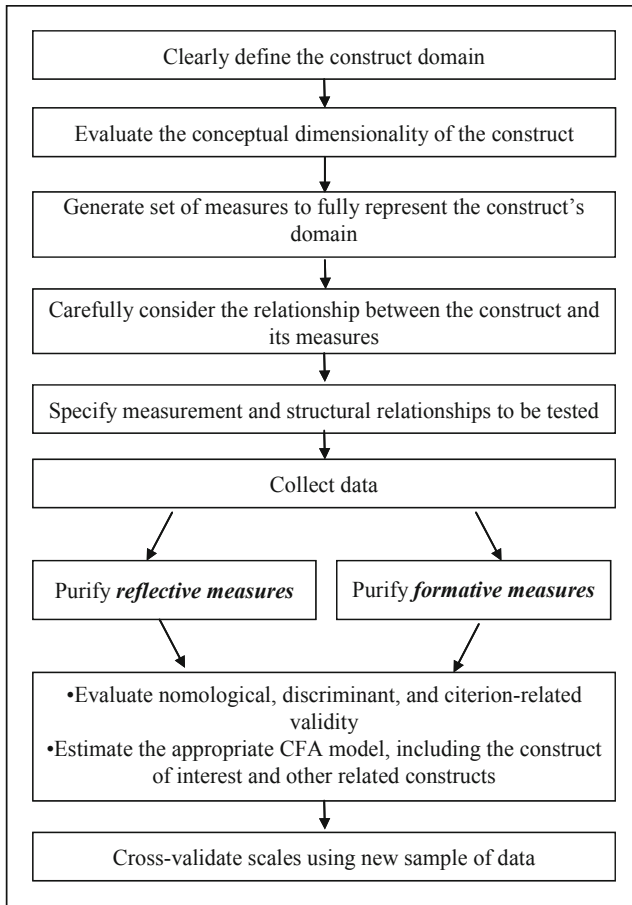 Clearly define the construct domain
Evaluate the conceptual dimensionality of the construct
Generate set of measures to fully represent the construct’s
domain
Carefully consider the relationship between the construct and
its measures
Specify measurement and structural relationships to be tested
Collect data
Purify reflective measures
Purify formative measures
•Evaluate nomological, discriminant, and citerion-related
validity
•Estimate the appropriate CFA model, including the construct
of interest and other related constructs
Cross-validate scales using new sample of data